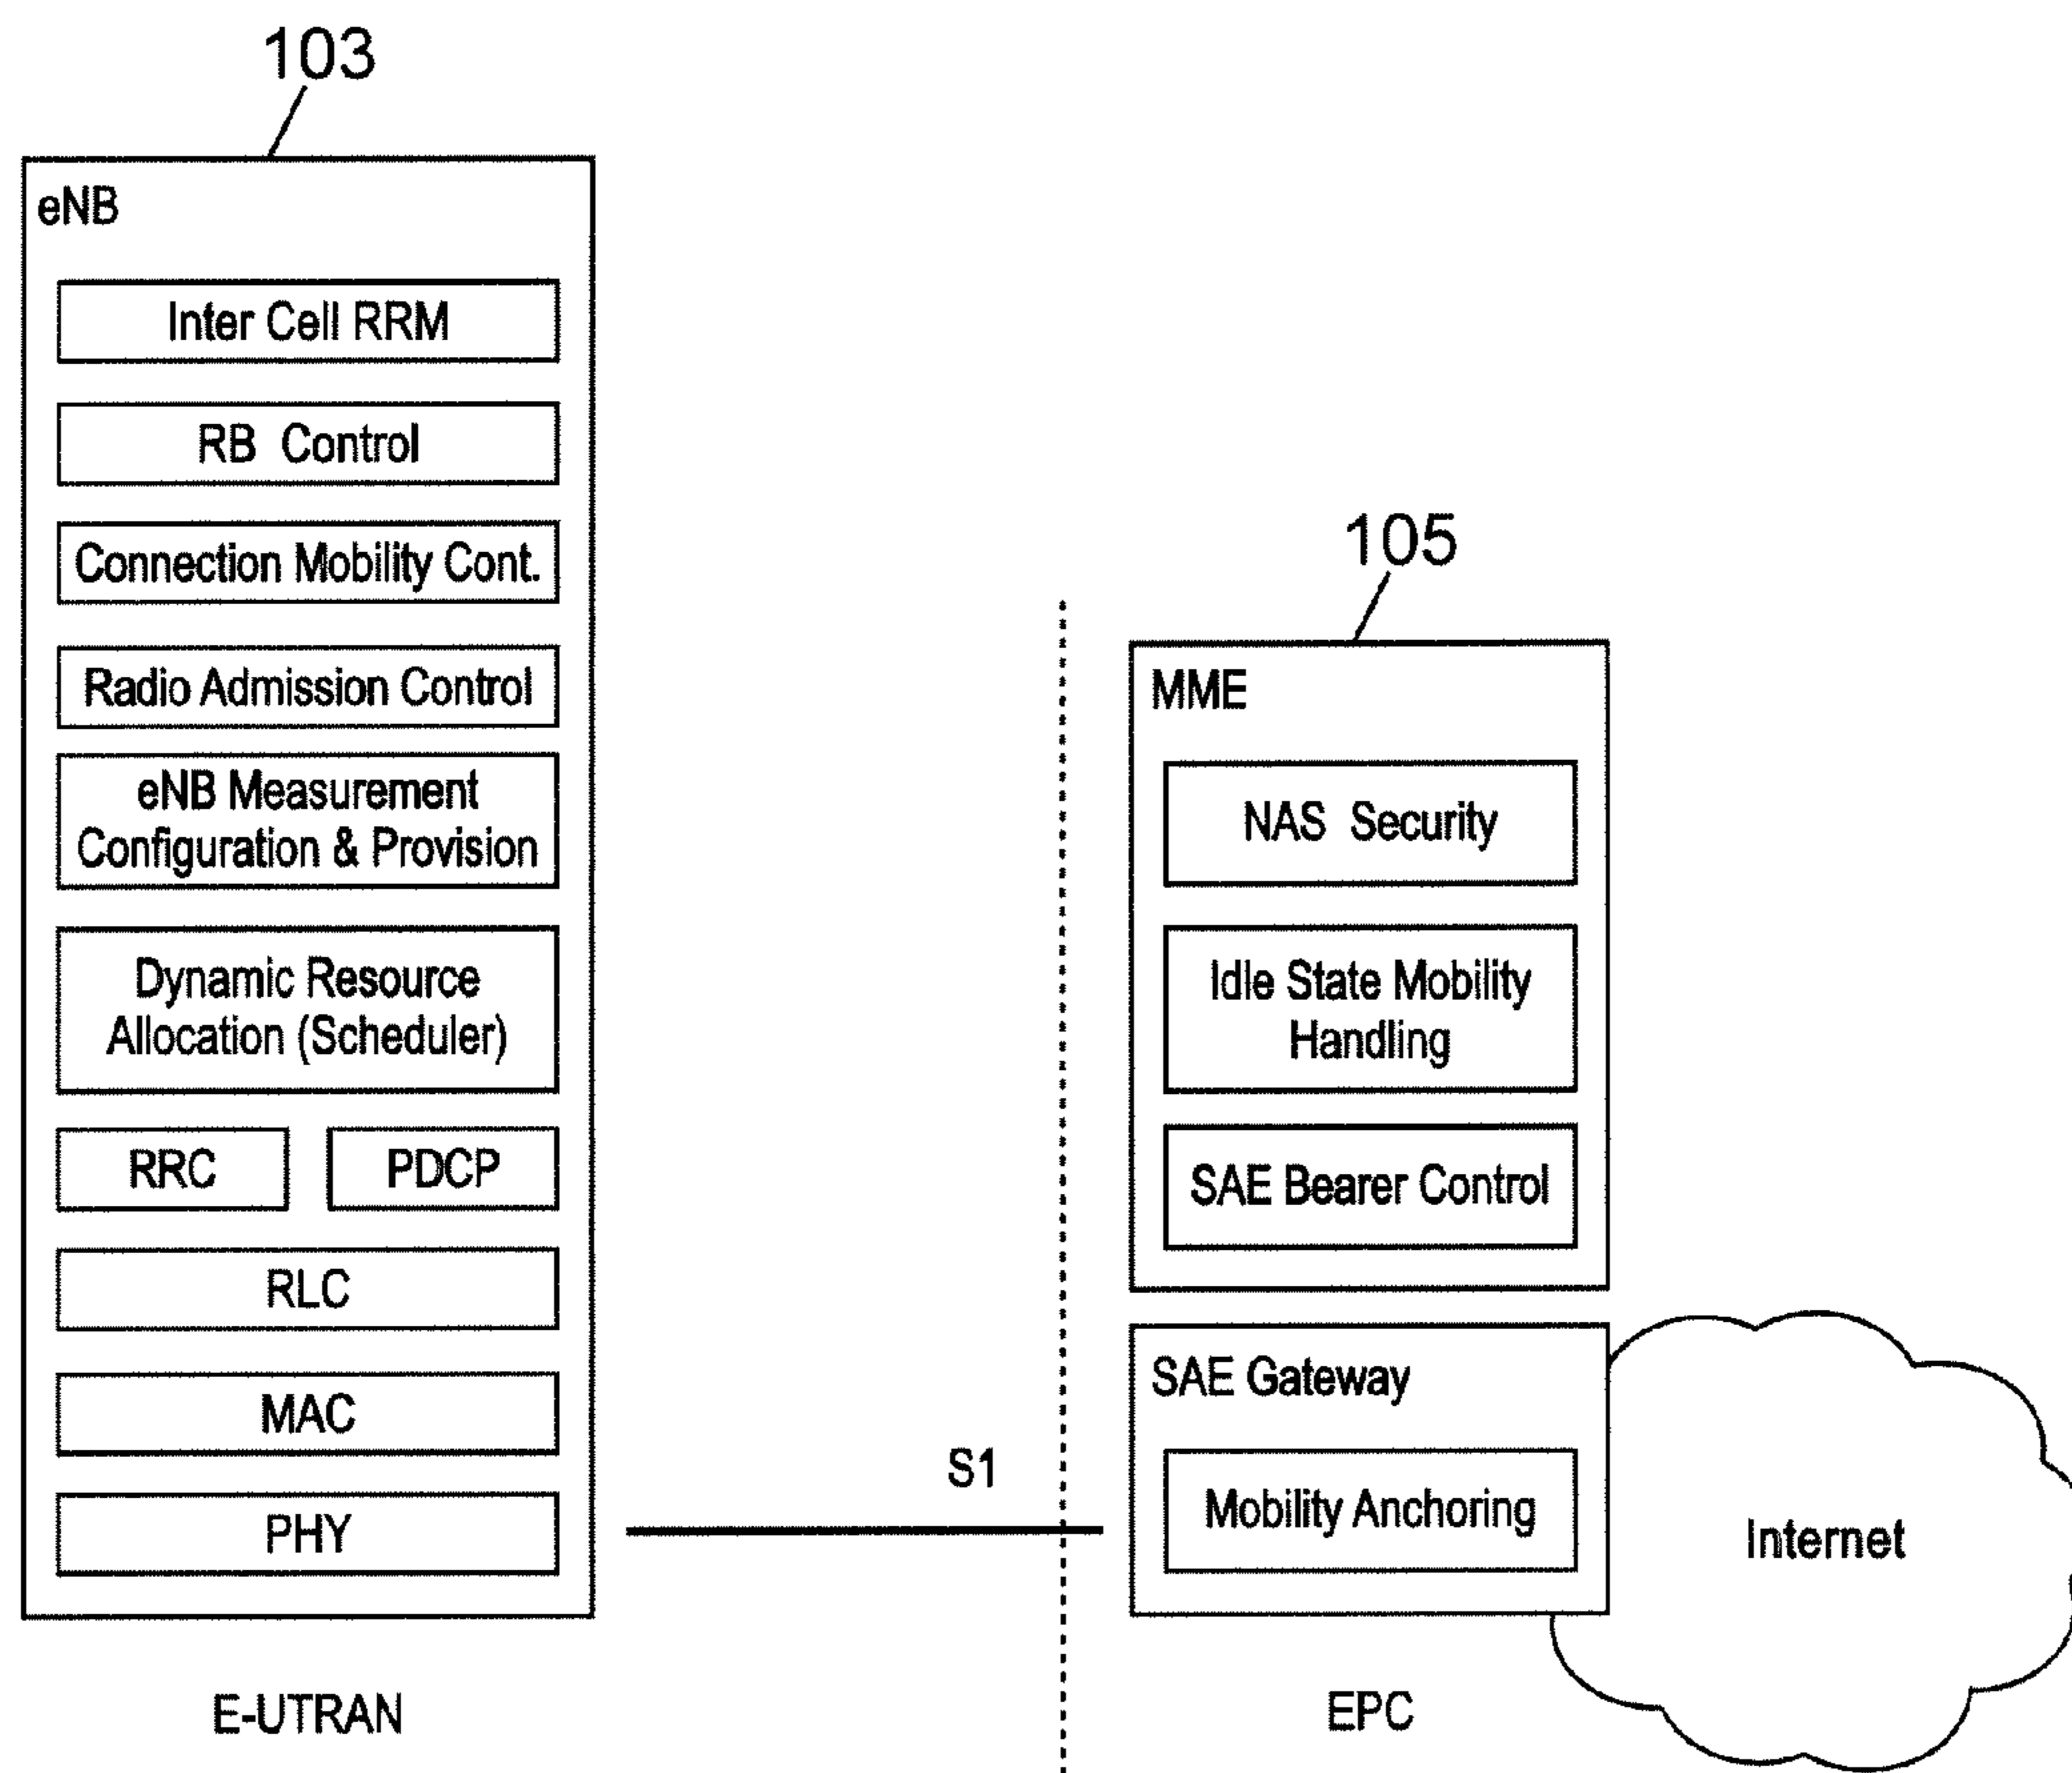 103
eNB
Inter Cell RRM
RB Control
Connection Mobility Cont.
Radio Admission Control
eNB Measurement
Configuration & Provision
Dynamic Resource
Allocation (Scheduler)
RRC
PDCP
RLC
MAC
PHY
E-UTRAN
S1
105
MME
NAS Security
Idle State Mobility
Handling
SAE Bearer Control
SAE Gateway
Mobility Anchoring
Internet
EPC